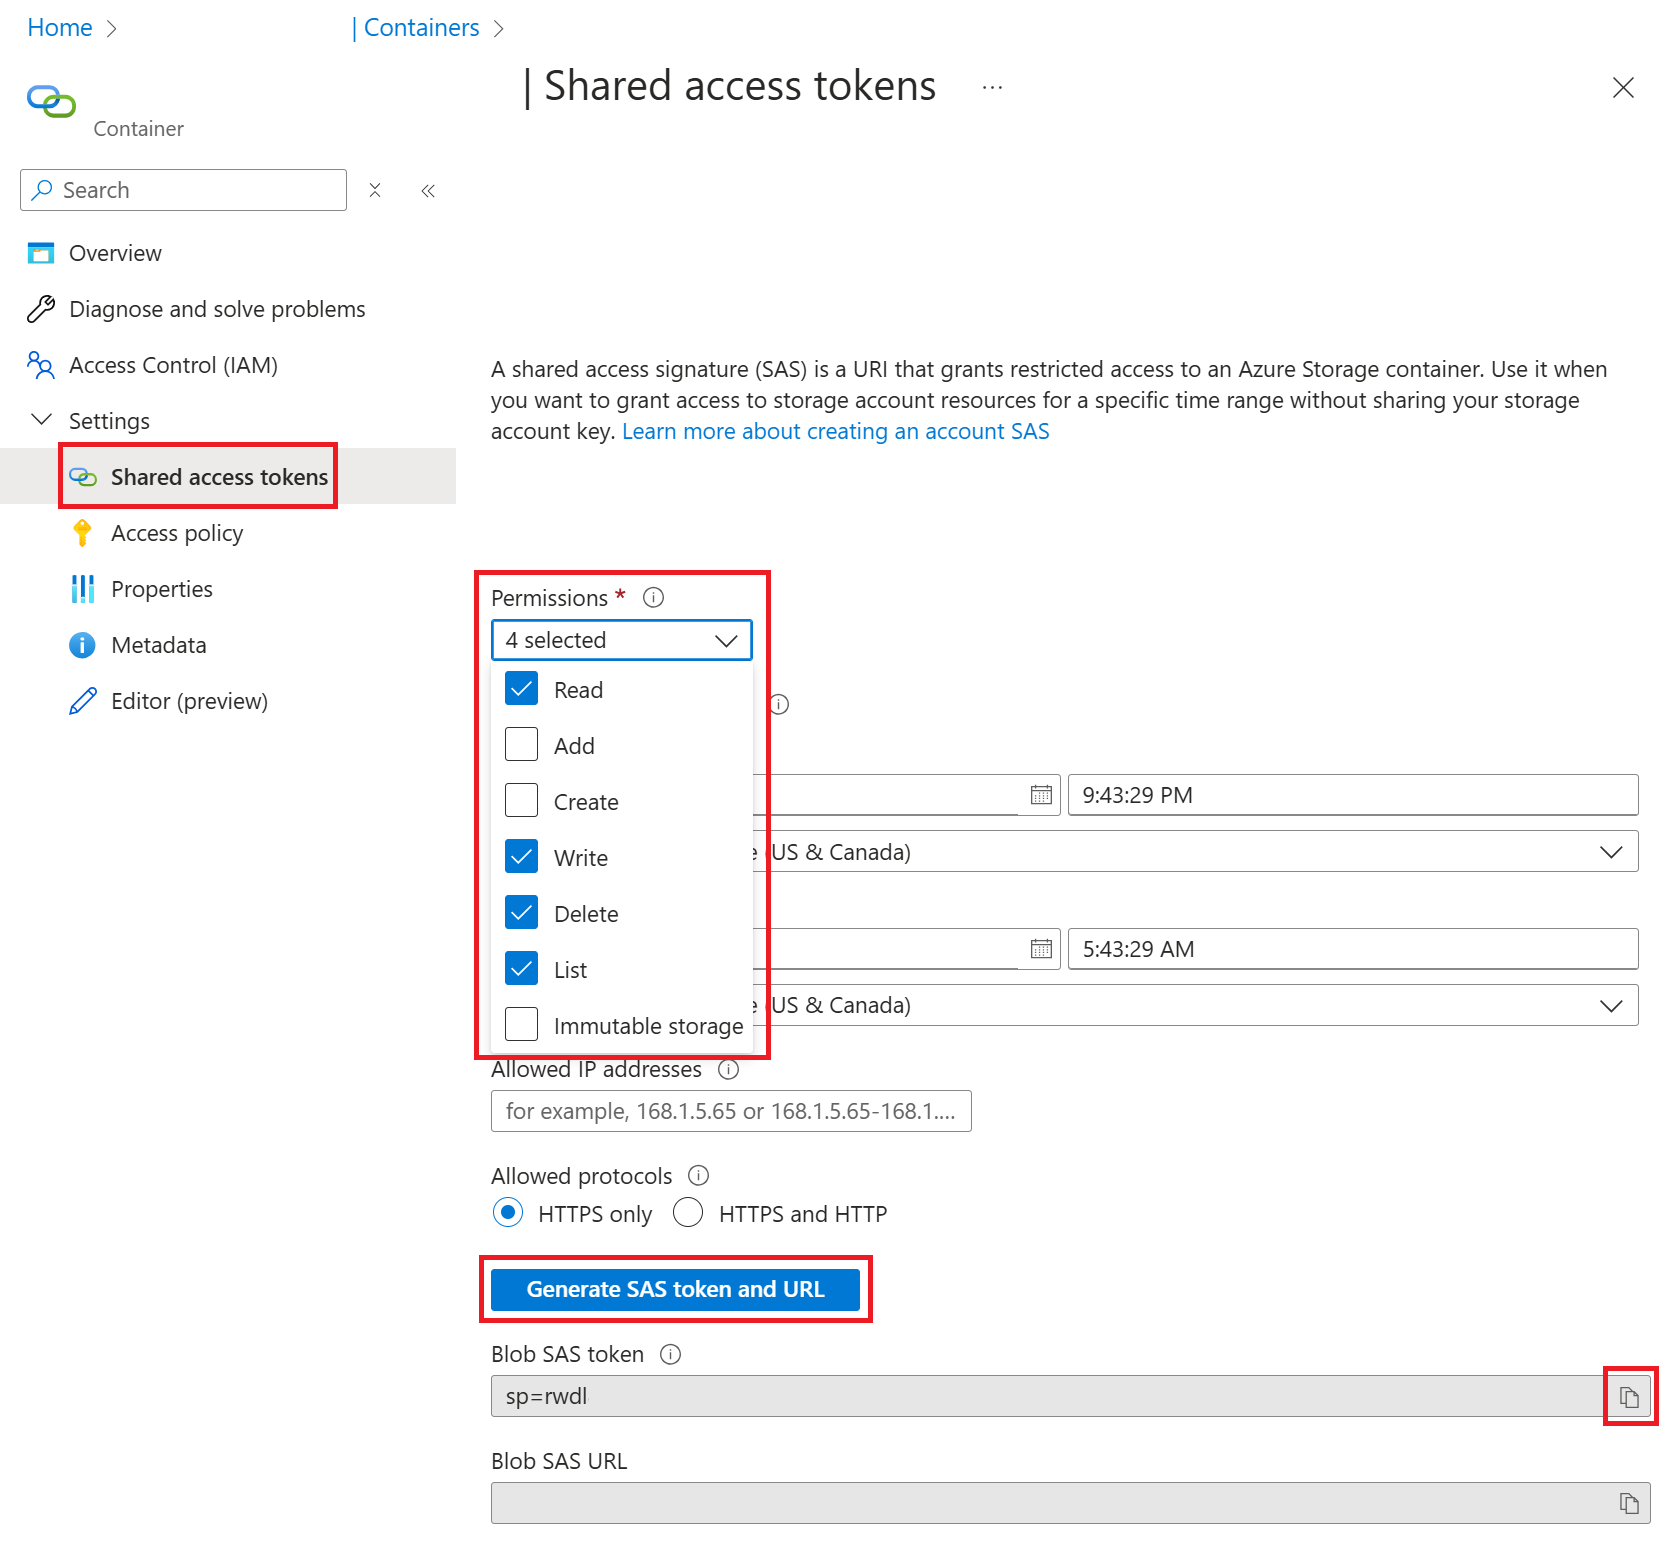 Home
| Containers
| Shared access tokens
...
Container
Search
Overview
Diagnose and solve problems
Access Control (IAM)
Settings
Shared access tokens
Access policy
Properties
Metadata
Editor (preview)
A shared access signature (SAS) is a URI that grants restricted access to an Azure Storage container. Use it when
you want to grant access to storage account resources for a specific time range without sharing your storage
account key. Learn more about creating an account SAS
Permissions *
4 selected
Read
Add
Create
Write
Delete
List
Immutable storage
9:43:29 PM
(US & Canada)
5:43:29 AM
(US & Canada)
Allowed IP addresses
for example, 168.1.5.65 or 168.1.5.65-168.1....
Allowed protocols
HTTPS only
HTTPS and HTTP
Generate SAS token and URL
Blob SAS token
sp=rwdl
Blob SAS URL